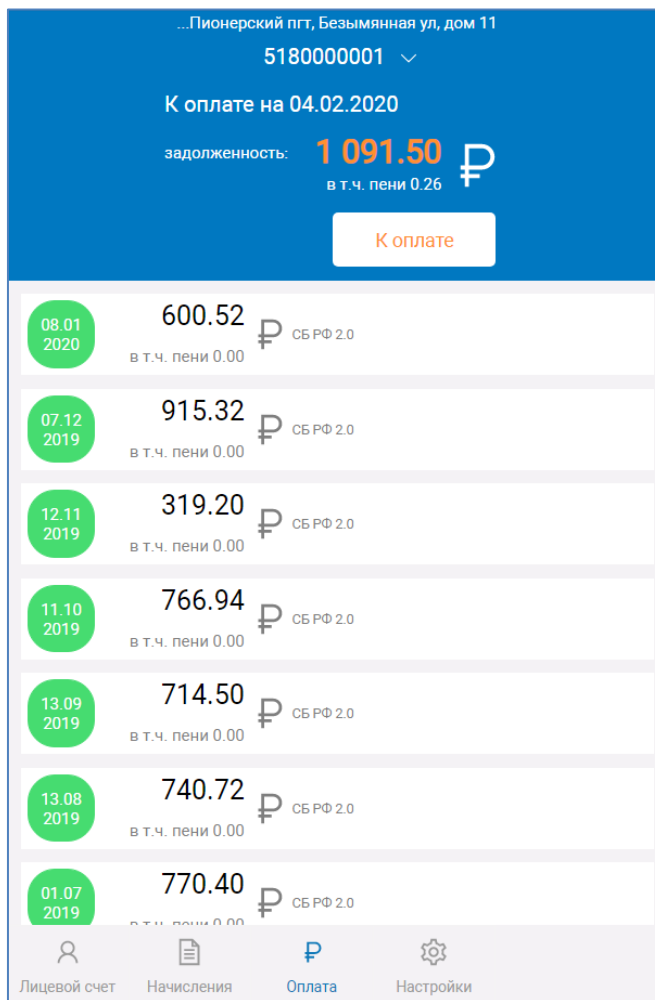 ...Пионерский пгт, Безымянная ул, дом 11
5180000001
К оплате на 04.02.2020
задолженность: 1 091.50 ₽
в т.ч. пени 0.26
К оплате
08.01
2020
600.52 ₽
СБ РФ 2.0
в т.ч. пени 0.00
07.12
2019
915.32 ₽
СБ РФ 2.0
в т.ч. пени 0.00
12.11
2019
319.20 ₽
СБ РФ 2.0
в т.ч. пени 0.00
11.10
2019
766.94 ₽
СБ РФ 2.0
в т.ч. пени 0.00
13.09
2019
714.50 ₽
СБ РФ 2.0
в т.ч. пени 0.00
13.08
2019
740.72 ₽
СБ РФ 2.0
в т.ч. пени 0.00
01.07
2019
770.40 ₽
СБ РФ 2.0
в т.ч. пени 0.00
Лицевой счет
Начисления
₽
Оплата
Настройки